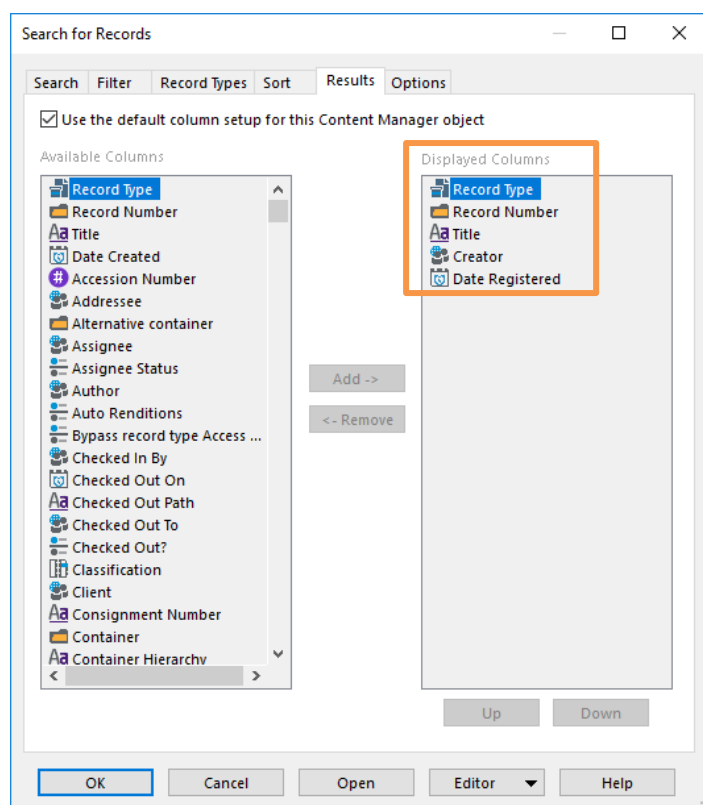 Search for Records
Search Filter Record Types Sort Results Options
Use the default column setup for this Content Manager object
Available Columns
Record Type
Record Number
Title
Date Created
Accession Number
Addressee
Alternative container
Assignee
Assignee Status
Author
Auto Renditions
Bypass record type Access ...
Checked In By
Checked Out On
Checked Out Path
Checked Out To
Checked Out?
Classification
Client
Consignment Number
Container
Container Hierarchy
Add ->
<- Remove
Displayed Columns
Record Type
Record Number
Title
Creator
Date Registered
Up Down
OK Cancel Open Editor Help